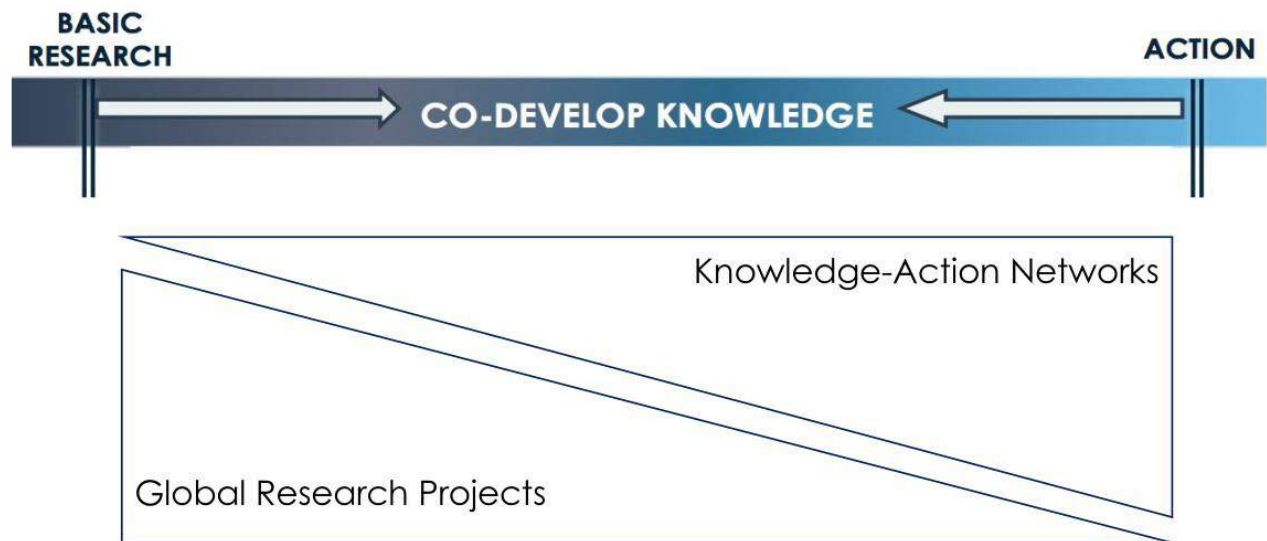 BASIC
RESEARCH
ACTION
CO-DEVELOP KNOWLEDGE
Knowledge-Action Networks
Global Research Projects